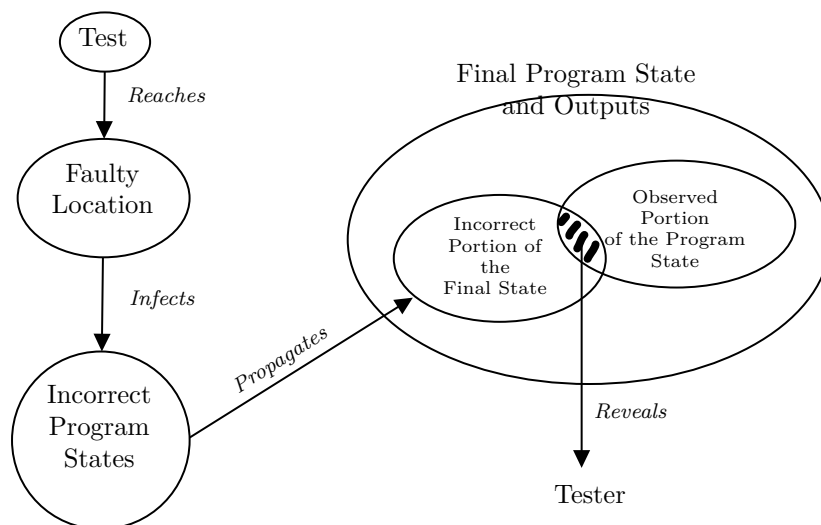 Test
Reaches
Faulty
Location
Infects
Incorrect
Program
States
Propagates
Final Program State
and Outputs
Incorrect
Portion of
the
Final State
Observed
Portion
of the Program
State
Reveals
Tester